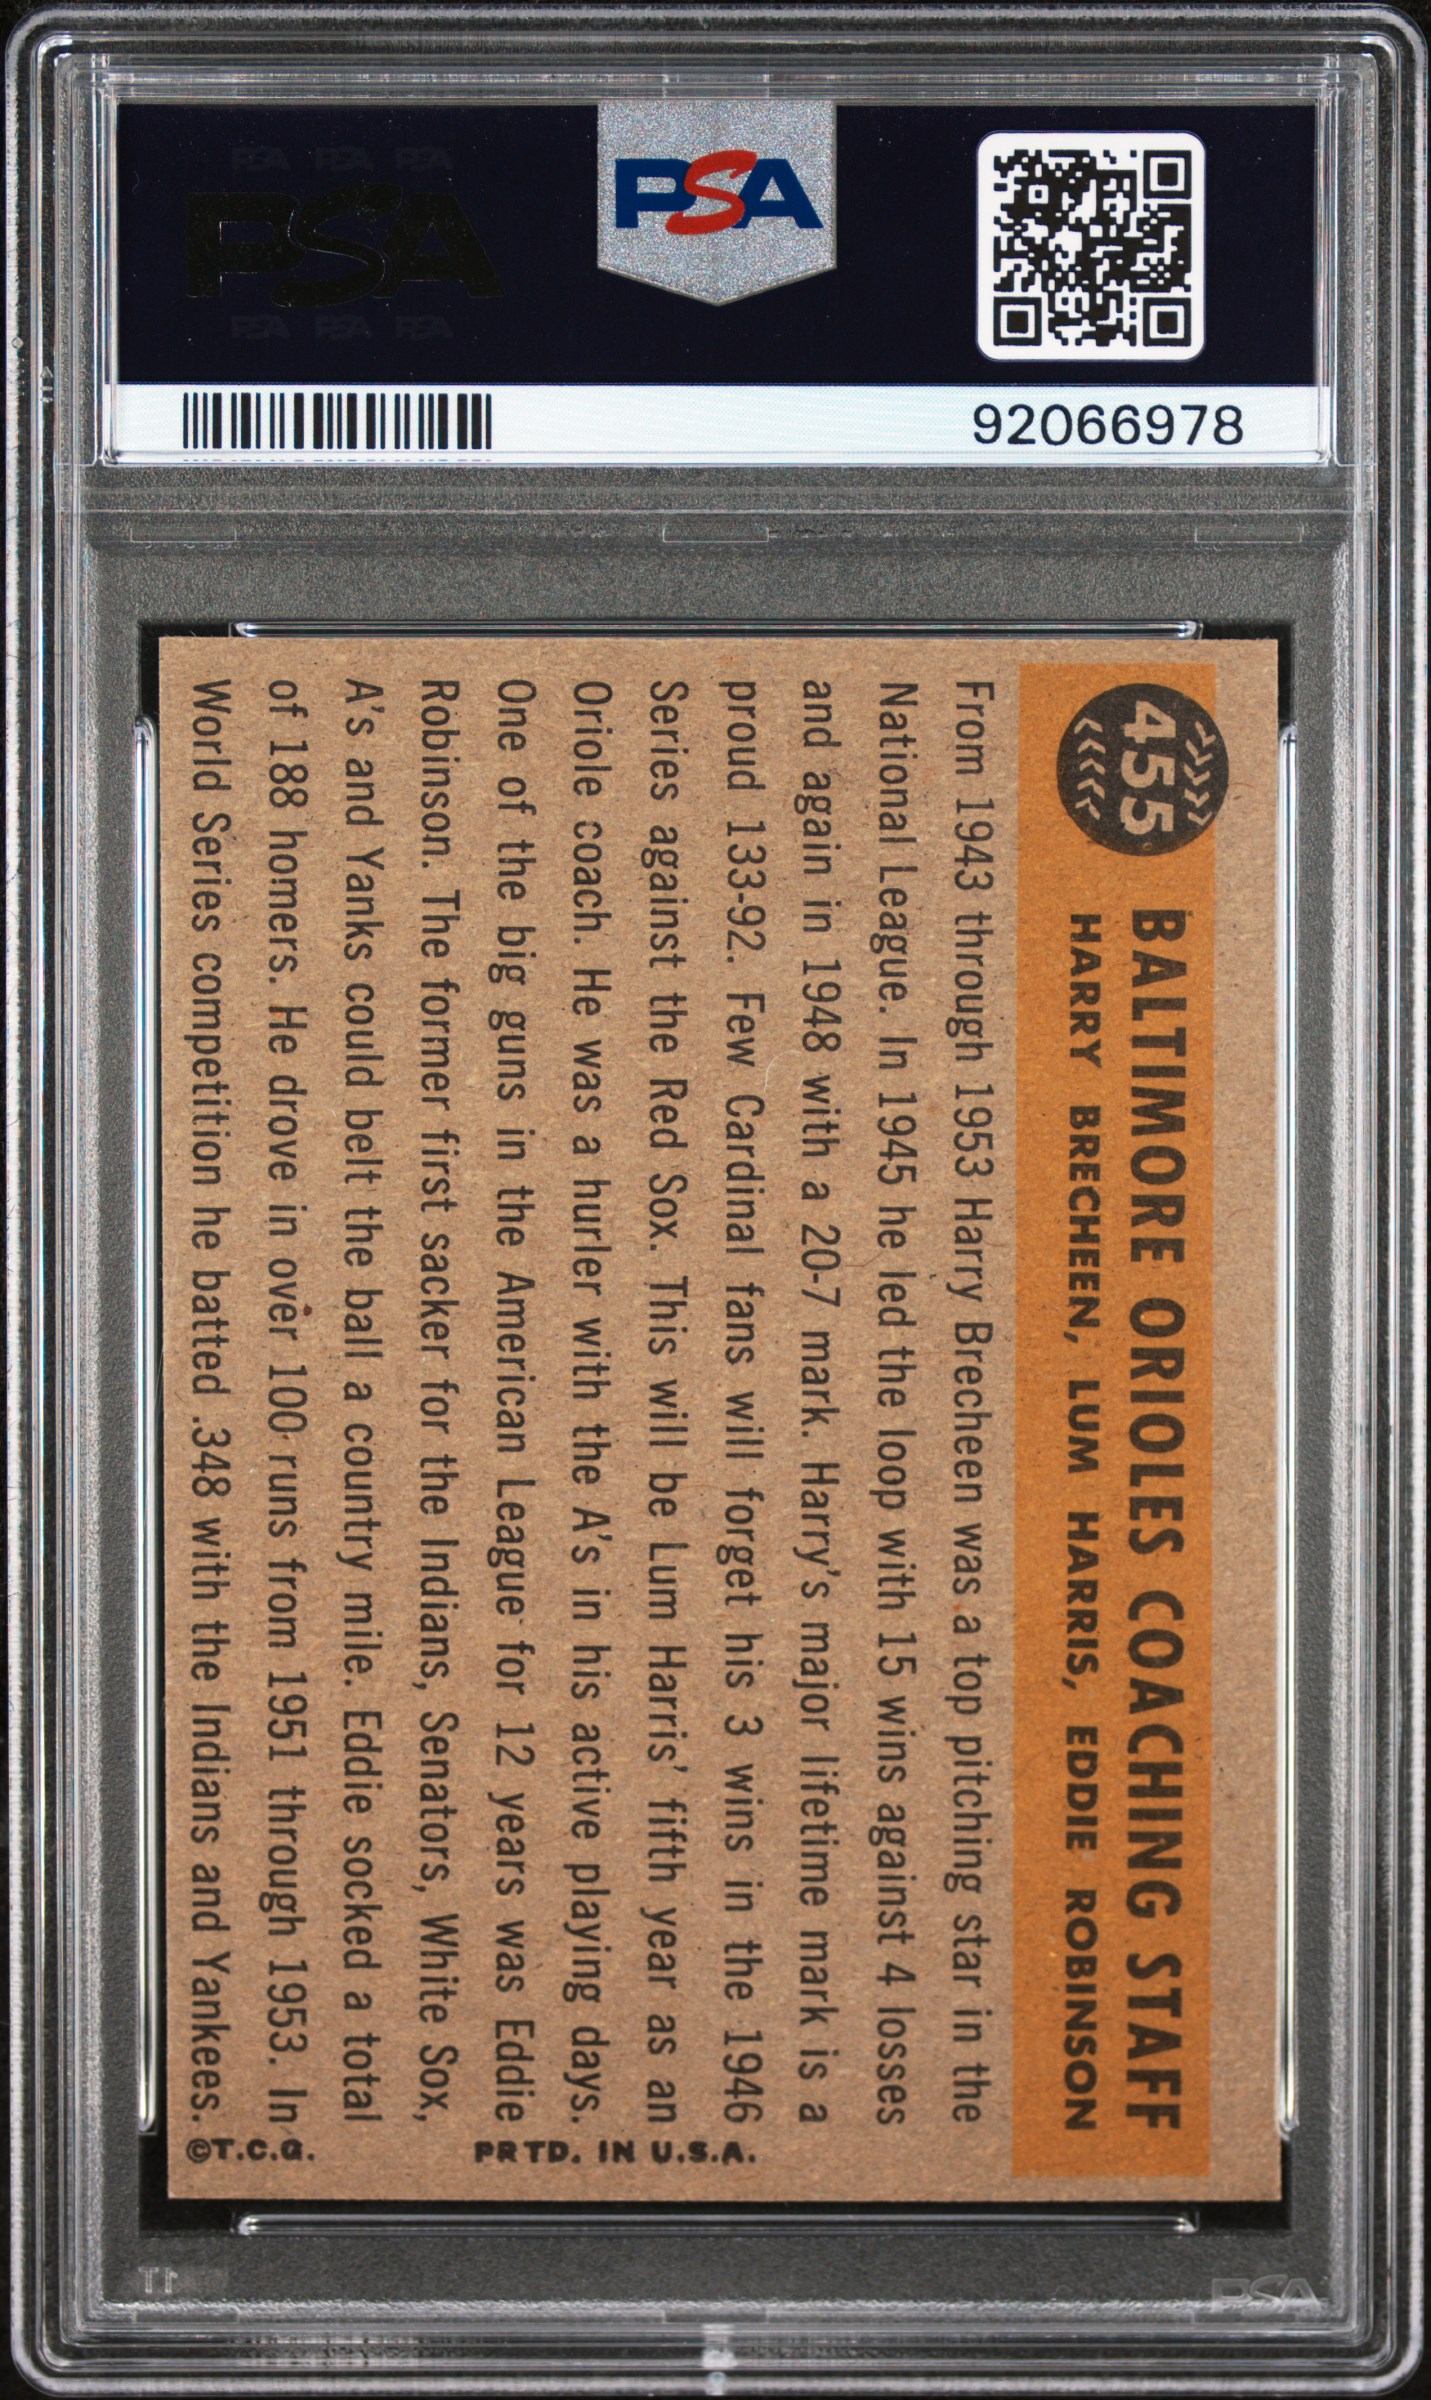 PSA PSA PSA
PSA
PSA PSA PSA
PSA
92066978
455
BALTIMORE ORIOLES COACHING STAFF
HARRY BRECHEEN, LUM HARRIS, EDDIE ROBINSON
From 1943 through 1953 Harry Brecheen was a top pitching star in the
National League. In 1945 he led the loop with 15 wins against 4 losses
and again in 1948 with a 20-7 mark. Harry's major lifetime mark is a
proud 133-92. Few Cardinal fans will forget his 3 wins in the 1946
Series against the Red Sox. This will be Lum Harris' fifth year as an
Oriole coach. He was a hurler with the A's in his active playing days.
One of the big guns in the American League for 12 years was Eddie
Robinson. The former first sacker for the Indians, Senators, White Sox,
A's and Yanks could belt the ball a country mile. Eddie socked a total
of 188 homers. He drove in over 100 runs from 1951 through 1953. In
World Series competition he batted .348 with the Indians and Yankees.
©T.C.G.
PRTD. IN U.S.A.
PSA